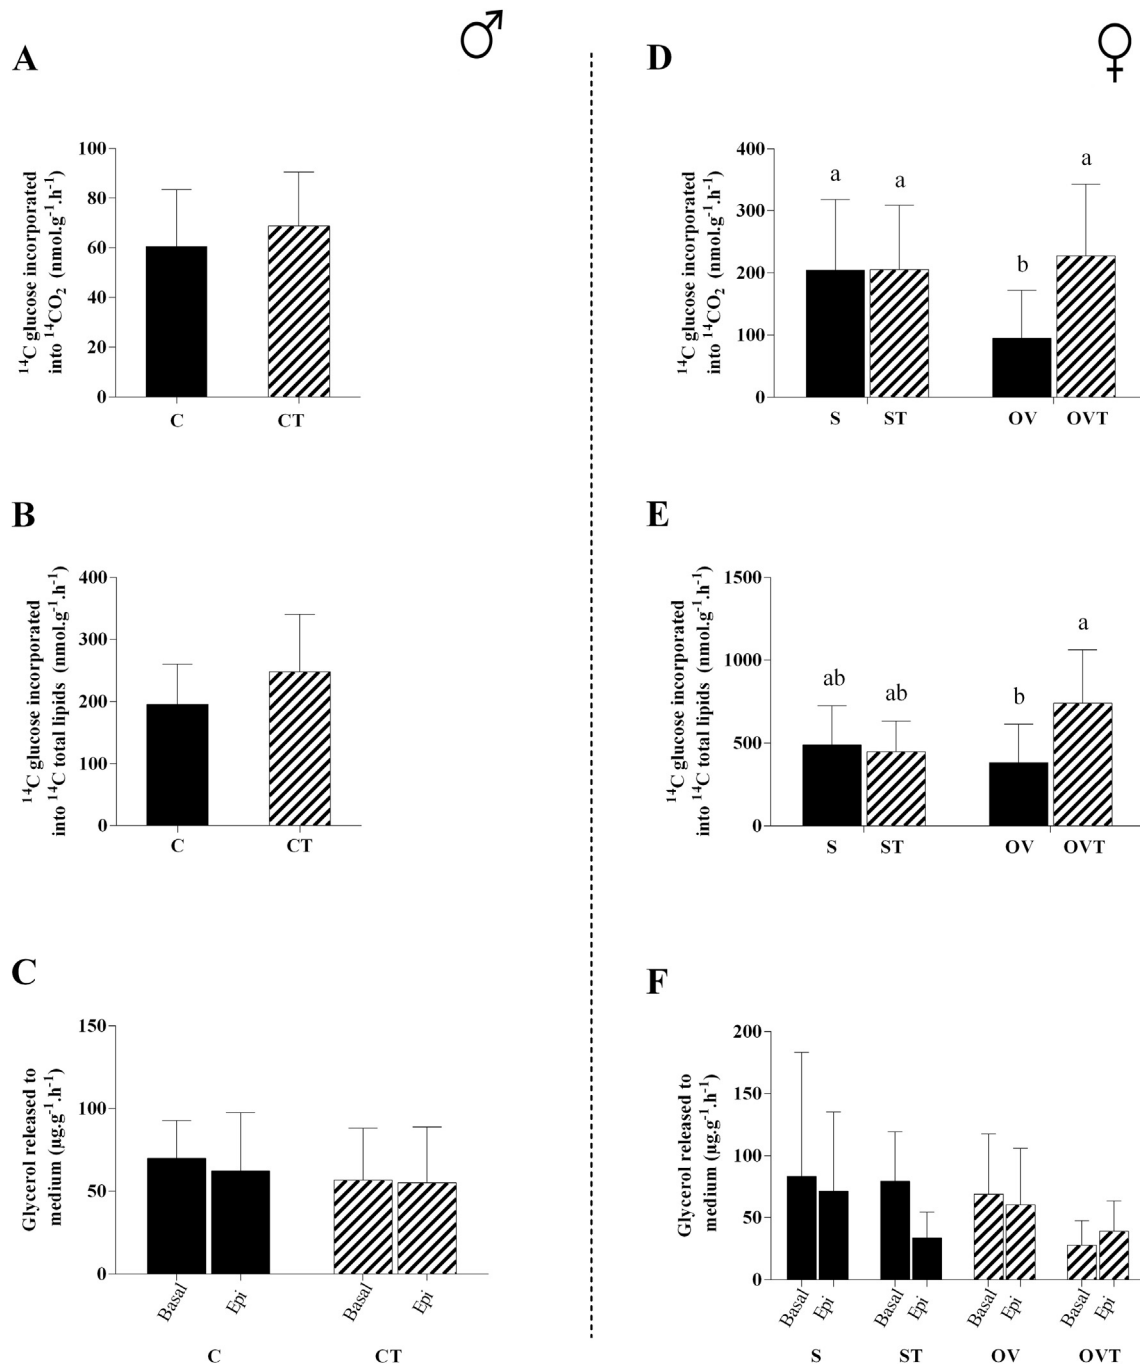 A
¹⁴C glucose incorporated
into ¹⁴CO₂ (nmol.g⁻¹.h⁻¹)
100
80
60
40
20
0
C CT
B
¹⁴C glucose incorporated
into ¹⁴C total lipids (nmol.g⁻¹.h⁻¹)
400
300
200
100
0
C CT
C
Glycerol released to
medium (µg.g⁻¹.h⁻¹)
150
100
50
0
Basal Epi Basal Epi
C CT
D
¹⁴C glucose incorporated
into ¹⁴CO₂ (nmol.g⁻¹.h⁻¹)
400
300
200
100
0
a a b a
S ST OV OVT
E
¹⁴C glucose incorporated
into ¹⁴C total lipids (nmol.g⁻¹.h⁻¹)
1500
1000
500
0
ab ab b a
S ST OV OVT
F
Glycerol released to
medium (µg.g⁻¹.h⁻¹)
200
150
100
50
0
Basal Epi Basal Epi Basal Epi Basal Epi
S ST OV OVT